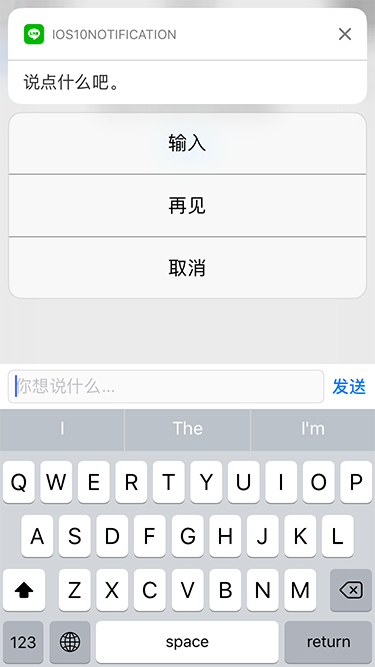 IOS10NOTIFICATION
说点什么吧。
输入
再见
取消
你想说什么... 发送
I The I'm
Q W E R T Y U I O P
A S D F G H J K L
Z X C V B N M
123 space return